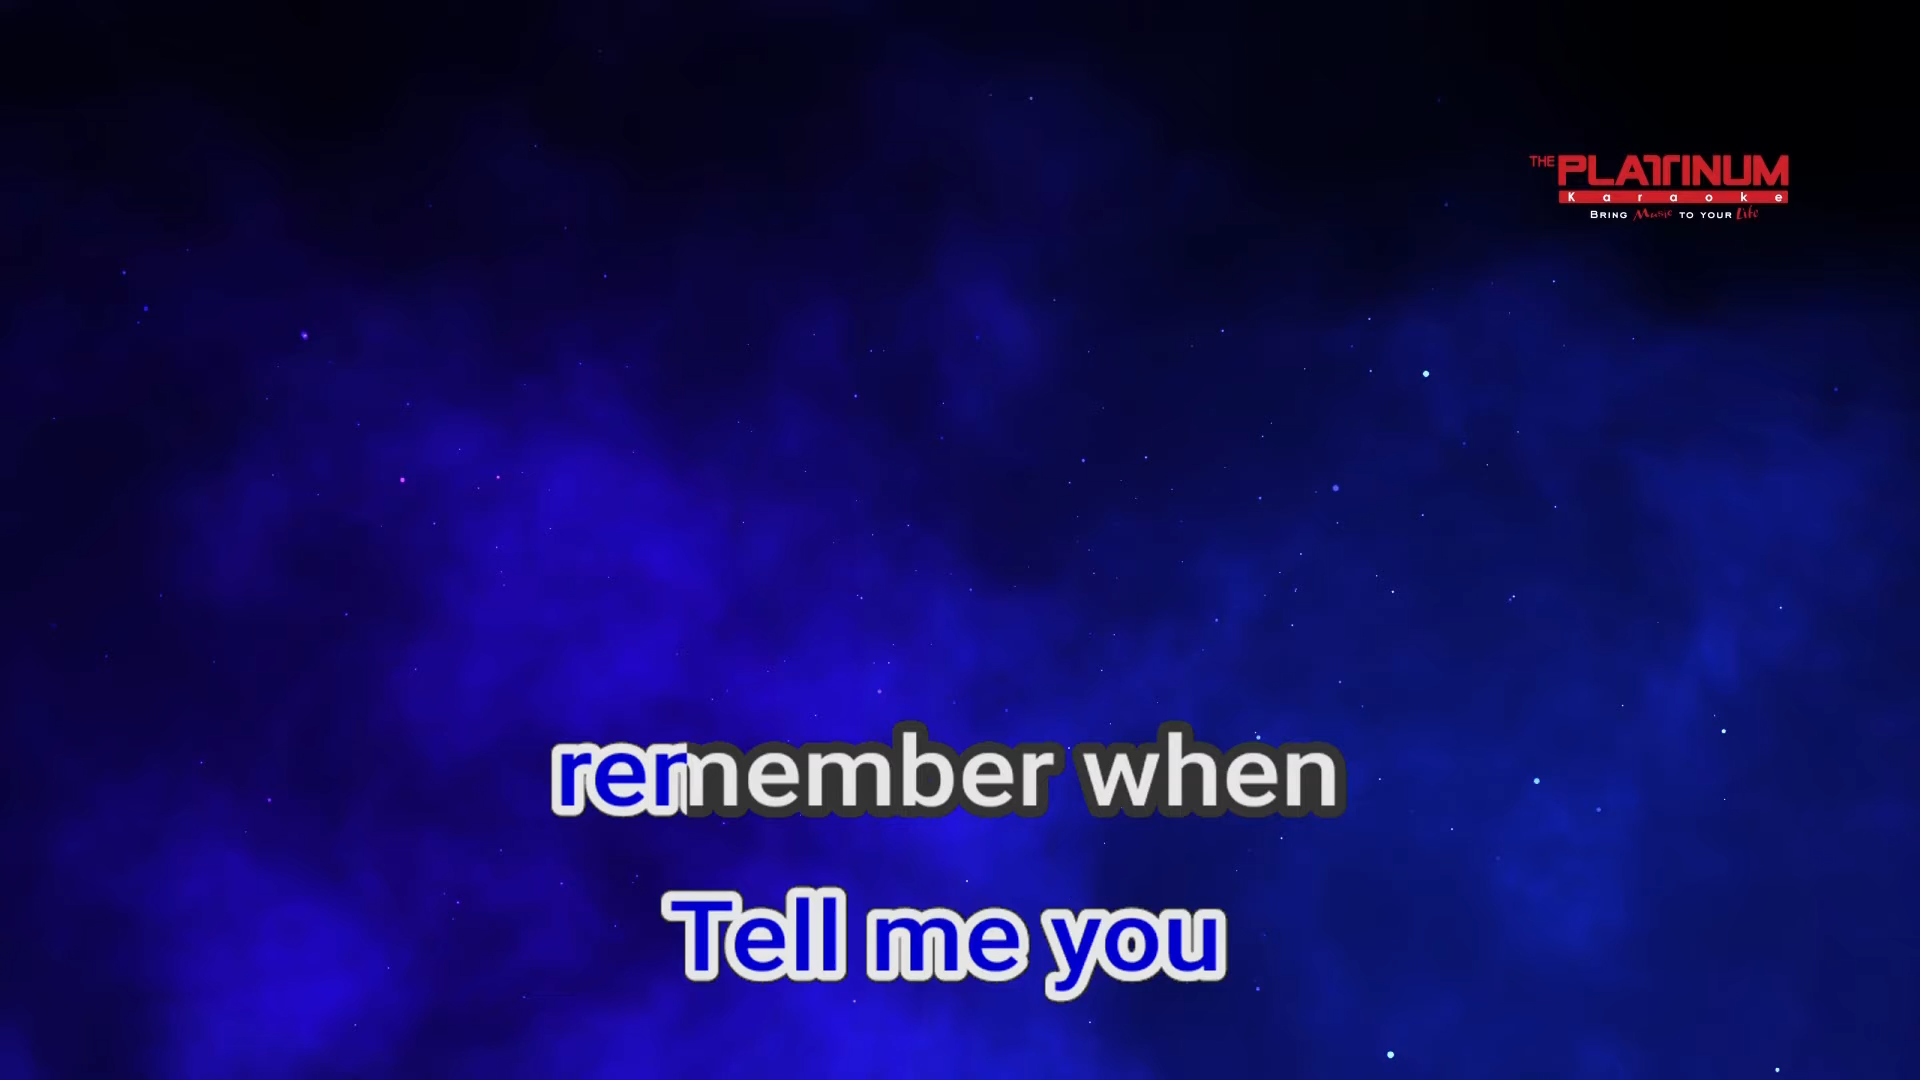 THE PLATINUM
Karaoke
BRING Music TO YOUR Life
remember when
Tell me you